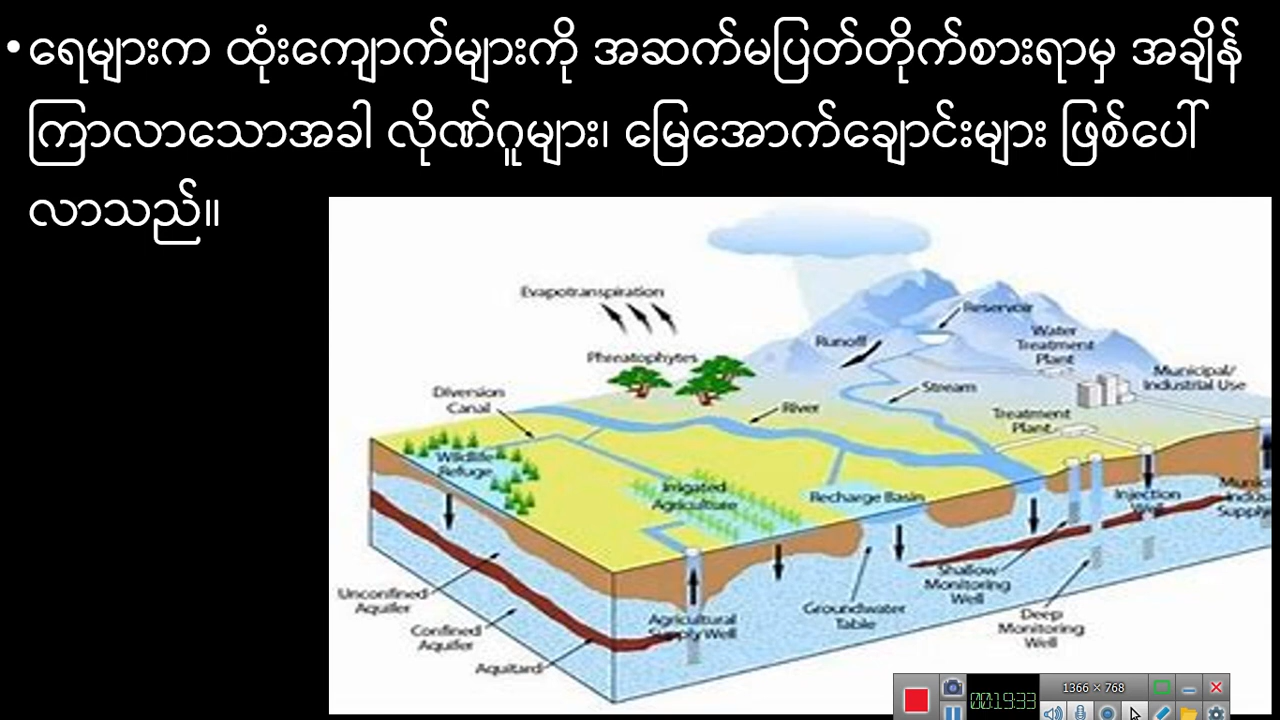 • ရေများက ထုံးကျောက်များကို အဆက်မပြတ်တိုက်စားရာမှ အချိန်
ကြာလာသောအခါ လိုဏ်ဂူများ၊ မြေအောက်ချောင်းများ ဖြစ်ပေါ်
လာသည်။
Evapotranspiration
Reservoir
Runoff
Water
Treatment
Plant
Phreatophytes
Municipal/
Industrial Use
Diversion
Canal
Stream
River
Treatment
Plant
Wildlife
Refuge
Irrigated
Agriculture
Recharge Basin
Injection
Well
Shallow
Monitoring
Well
Unconfined
Aquifer
Groundwater
Table
Agricultural
Supply Well
Deep
Monitoring
Well
Confined
Aquifer
Aquitard
00:19:33
1366 × 768